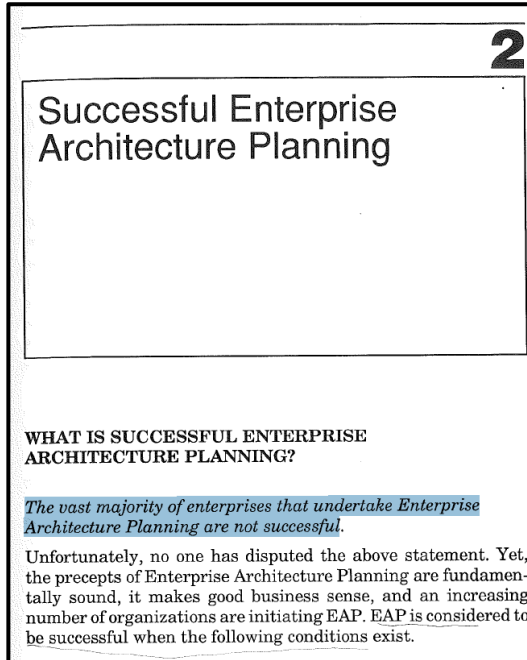 2
Successful Enterprise
Architecture Planning
WHAT IS SUCCESSFUL ENTERPRISE
ARCHITECTURE PLANNING?
The vast majority of enterprises that undertake Enterprise
Architecture Planning are not successful.
Unfortunately, no one has disputed the above statement. Yet,
the precepts of Enterprise Architecture Planning are fundamen-
tally sound, it makes good business sense, and an increasing
number of organizations are initiating EAP. EAP is considered to
be successful when the following conditions exist.